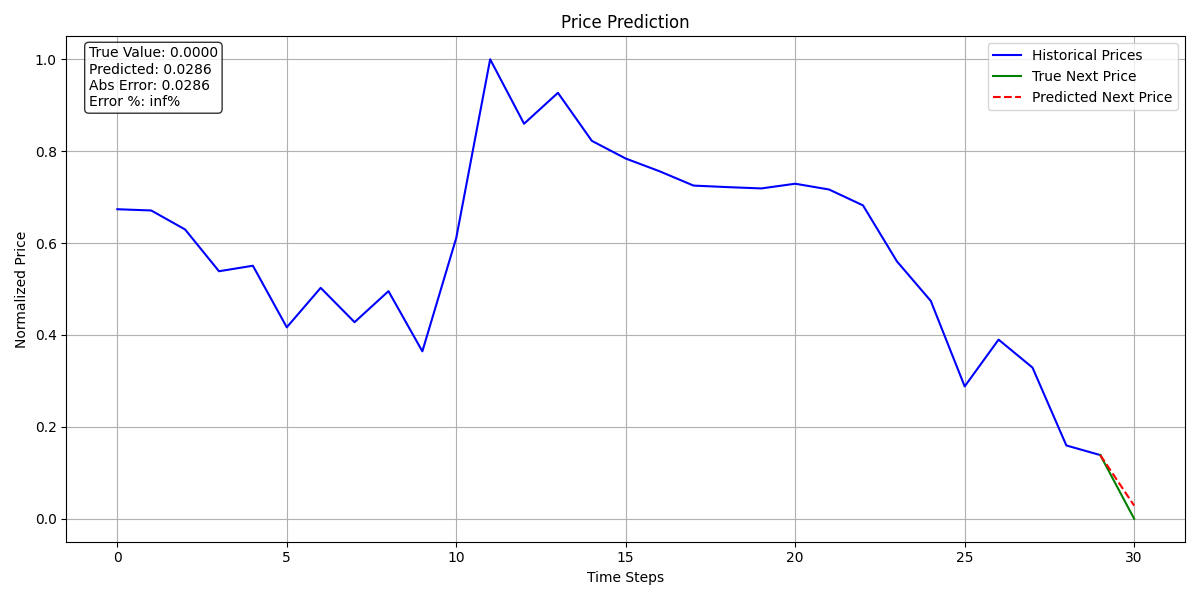 Price Prediction
True Value: 0.0000
Predicted: 0.0286
Abs Error: 0.0286
Error %: inf%
Historical Prices
True Next Price
Predicted Next Price
Normalized Price
1.0
0.8
0.6
0.4
0.2
0.0
0
5
10
15
20
25
30
Time Steps